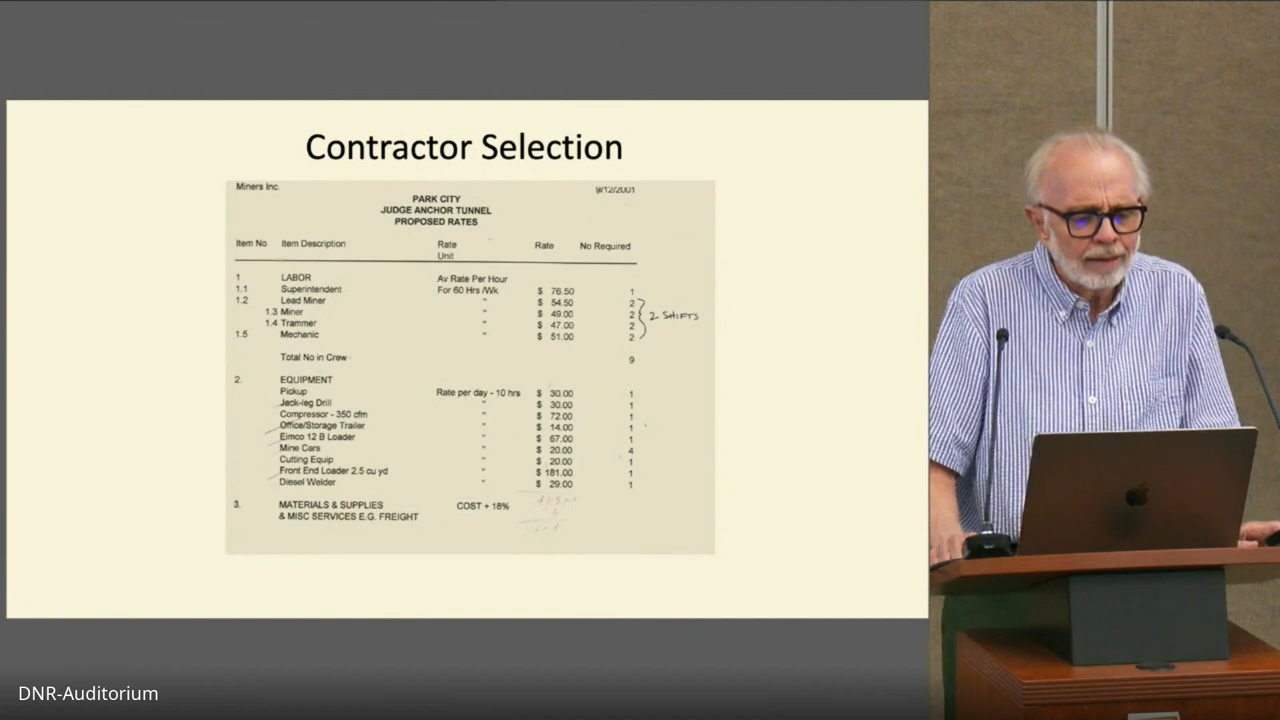 Contractor Selection
Miners Inc. 9/12/2001
PARK CITY
JUDGE ANCHOR TUNNEL
PROPOSED RATES
Item No Item Description Rate Unit Rate No Required
1 LABOR Av Rate Per Hour
1.1 Superintendent For 60 Hrs /Wk $ 76.50 1
1.2 Lead Miner " $ 54.50 2
1.3 Miner " $ 49.00 2
2 SHIFTS
1.4 Trammer " $ 47.00 2
1.5 Mechanic " $ 51.00 2
Total No in Crew 9
2. EQUIPMENT
Pickup Rate per day - 10 hrs $ 30.00 1
Jack-leg Drill " $ 30.00 1
Compressor - 350 cfm " $ 72.00 1
Office/Storage Trailer " $ 14.00 1
Eimco 12 B Loader " $ 67.00 1
Mine Cars " $ 20.00 4
Cutting Equip " $ 20.00 1
Front End Loader 2.5 cu yd " $ 181.00 1
Diesel Welder " $ 29.00 1
3. MATERIALS & SUPPLIES COST + 18%
& MISC SERVICES E.G. FREIGHT
DNR-Auditorium